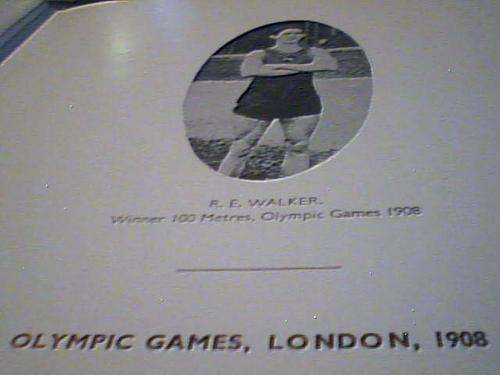 R. E. WALKER.
Winner 100 Metres, Olympic Games 1908
OLYMPIC GAMES, LONDON, 1908